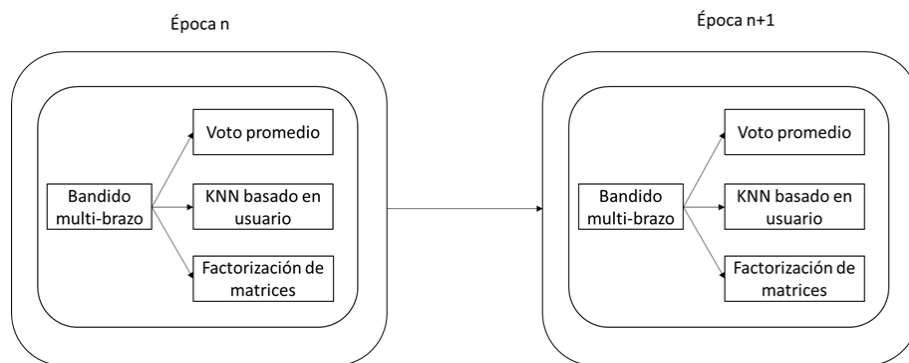 Época n
Voto promedio
Bandido
multi-brazo
KNN basado en
usuario
Factorización de
matrices
Época n+1
Voto promedio
Bandido
multi-brazo
KNN basado en
usuario
Factorización de
matrices